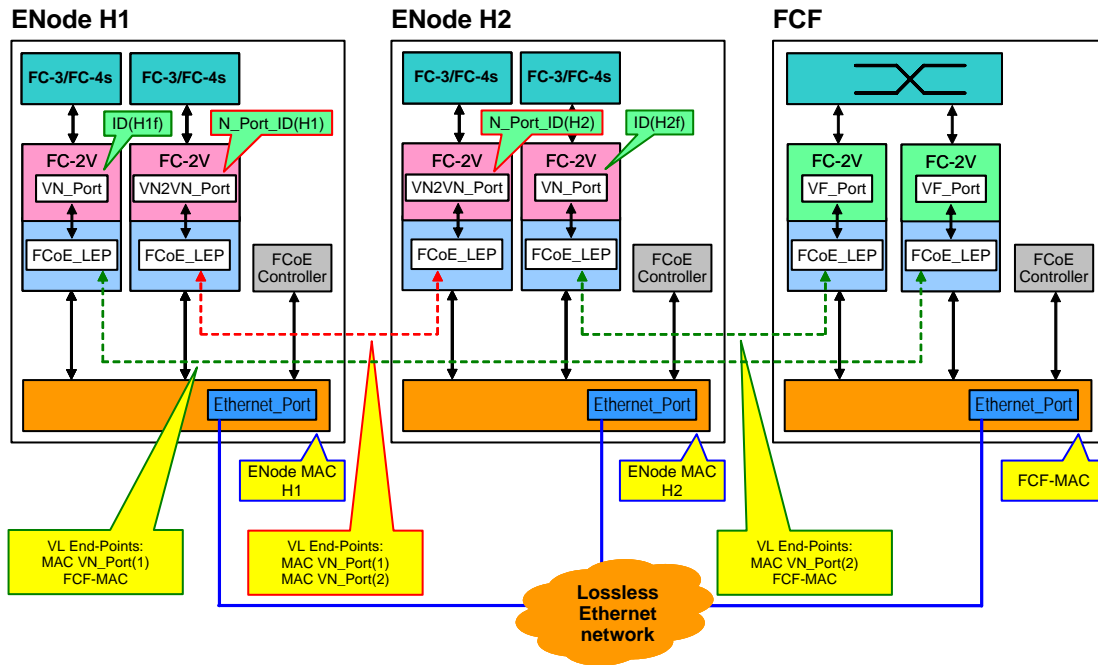 ENode H1
ENode H2
FCF
FC-3/FC-4s
FC-3/FC-4s
FC-3/FC-4s
FC-3/FC-4s
ID(H1f)
N_Port_ID(H1)
N_Port_ID(H2)
ID(H2f)
FC-2V
FC-2V
FC-2V
FC-2V
FC-2V
FC-2V
VN_Port
VN2VN_Port
VN2VN_Port
VN_Port
VF_Port
VF_Port
FCoE_LEP
FCoE_LEP
FCoE
Controller
FCoE_LEP
FCoE_LEP
FCoE
Controller
FCoE_LEP
FCoE_LEP
FCoE
Controller
Ethernet_Port
Ethernet_Port
Ethernet_Port
ENode MAC
H1
ENode MAC
H2
FCF-MAC
VL End-Points:
MAC VN_Port(1)
FCF-MAC
VL End-Points:
MAC VN_Port(1)
MAC VN_Port(2)
VL End-Points:
MAC VN_Port(2)
FCF-MAC
Lossless
Ethernet
network